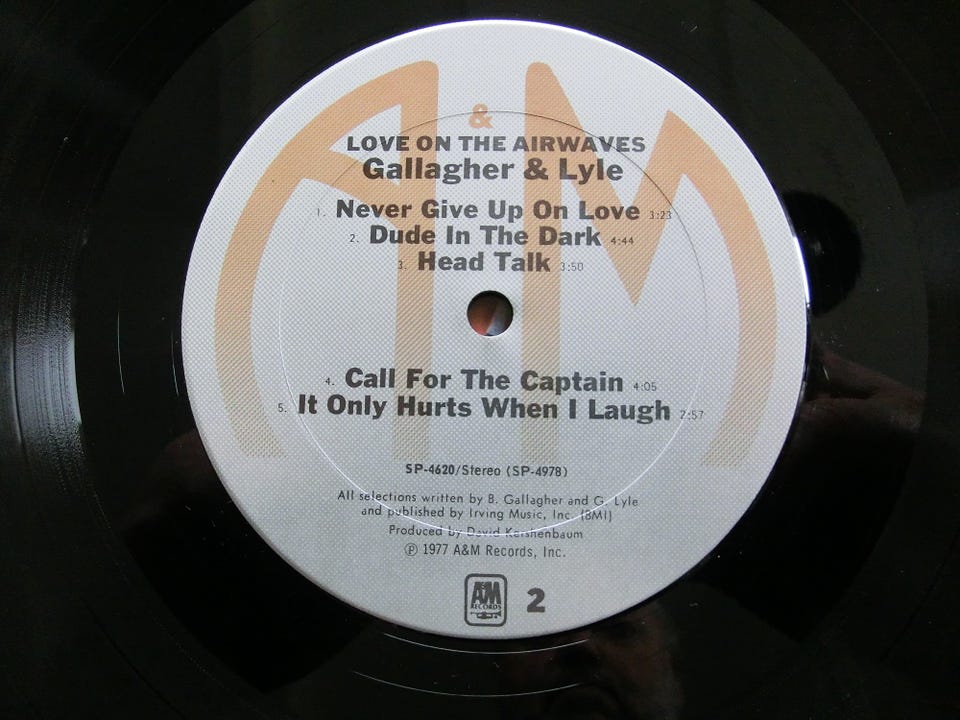 A & M
LOVE ON THE AIRWAVES
Gallagher & Lyle
1. Never Give Up On Love 3:23
2. Dude In The Dark 4:44
3. Head Talk 3:50
4. Call For The Captain 4:05
5. It Only Hurts When I Laugh 2:57
SP-4620/Stereo (SP-4978)
All selections written by B. Gallagher and G. Lyle
and published by Irving Music, Inc. (BMI)
Produced by David Kershenbaum
℗ 1977 A&M Records, Inc.
A&M RECORDS 2